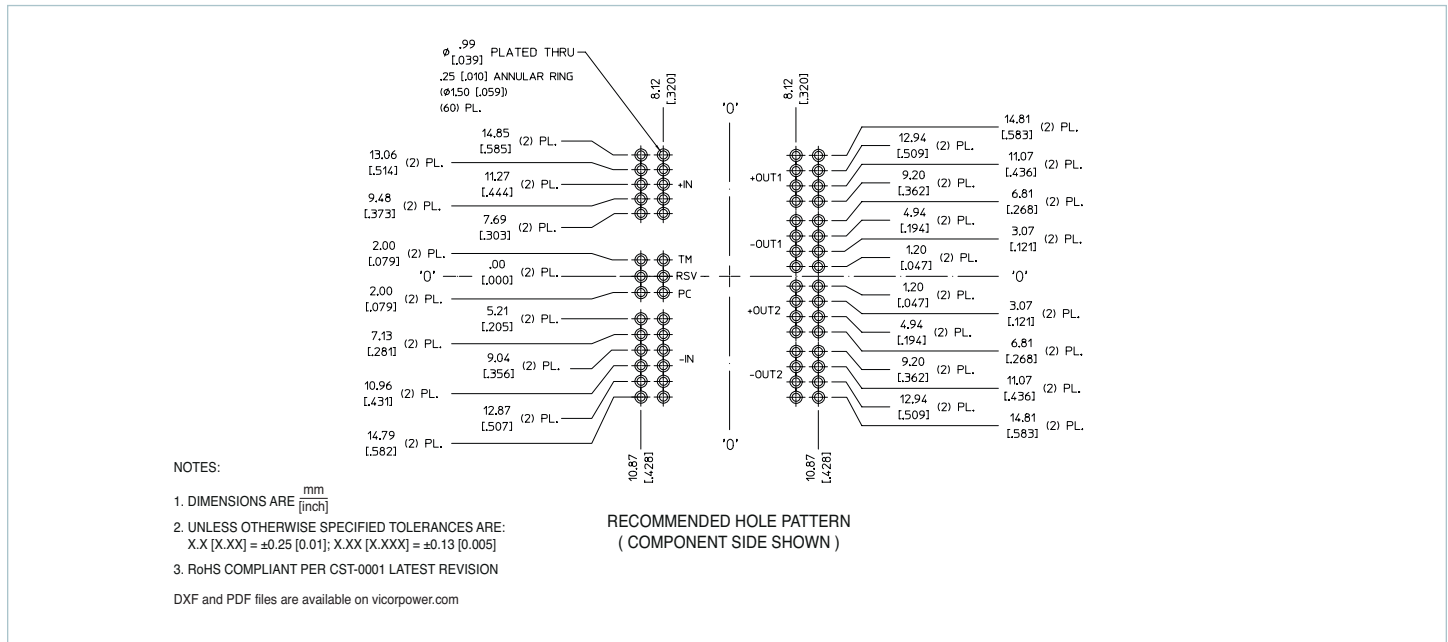 ø .99 [.039] PLATED THRU
.25 [.010] ANNULAR RING
(ø1.50 [.059])
(60) PL.
8.12
[.320]
8.12
[.320]
'0'
14.85
[.585] (2) PL.
13.06
[.514] (2) PL.
11.27
[.444] (2) PL.
9.48
[.373] (2) PL.
7.69
[.303] (2) PL.
2.00
[.079] (2) PL.
'0'
.00
[.000] (2) PL.
2.00
[.079] (2) PL.
5.21
[.205] (2) PL.
7.13
[.281] (2) PL.
9.04
[.356] (2) PL.
10.96
[.431] (2) PL.
12.87
[.507] (2) PL.
14.79
[.582] (2) PL.
+IN
TM
RSV
PC
-IN
+OUT1
-OUT1
+OUT2
-OUT2
14.81
[.583] (2) PL.
12.94
[.509] (2) PL.
11.07
[.436] (2) PL.
9.20
[.362] (2) PL.
6.81
[.268] (2) PL.
4.94
[.194] (2) PL.
3.07
[.121] (2) PL.
1.20
[.047] (2) PL.
'0'
1.20
[.047] (2) PL.
3.07
[.121] (2) PL.
4.94
[.194] (2) PL.
6.81
[.268] (2) PL.
9.20
[.362] (2) PL.
11.07
[.436] (2) PL.
12.94
[.509] (2) PL.
14.81
[.583] (2) PL.
'0'
10.87
[.428]
10.87
[.428]
NOTES:
1. DIMENSIONS ARE mm
[inch]
2. UNLESS OTHERWISE SPECIFIED TOLERANCES ARE:
X.X [X.XX] = ±0.25 [0.01]; X.XX [X.XXX] = ±0.13 [0.005]
3. RoHS COMPLIANT PER CST-0001 LATEST REVISION
DXF and PDF files are available on vicorpower.com
RECOMMENDED HOLE PATTERN
( COMPONENT SIDE SHOWN )